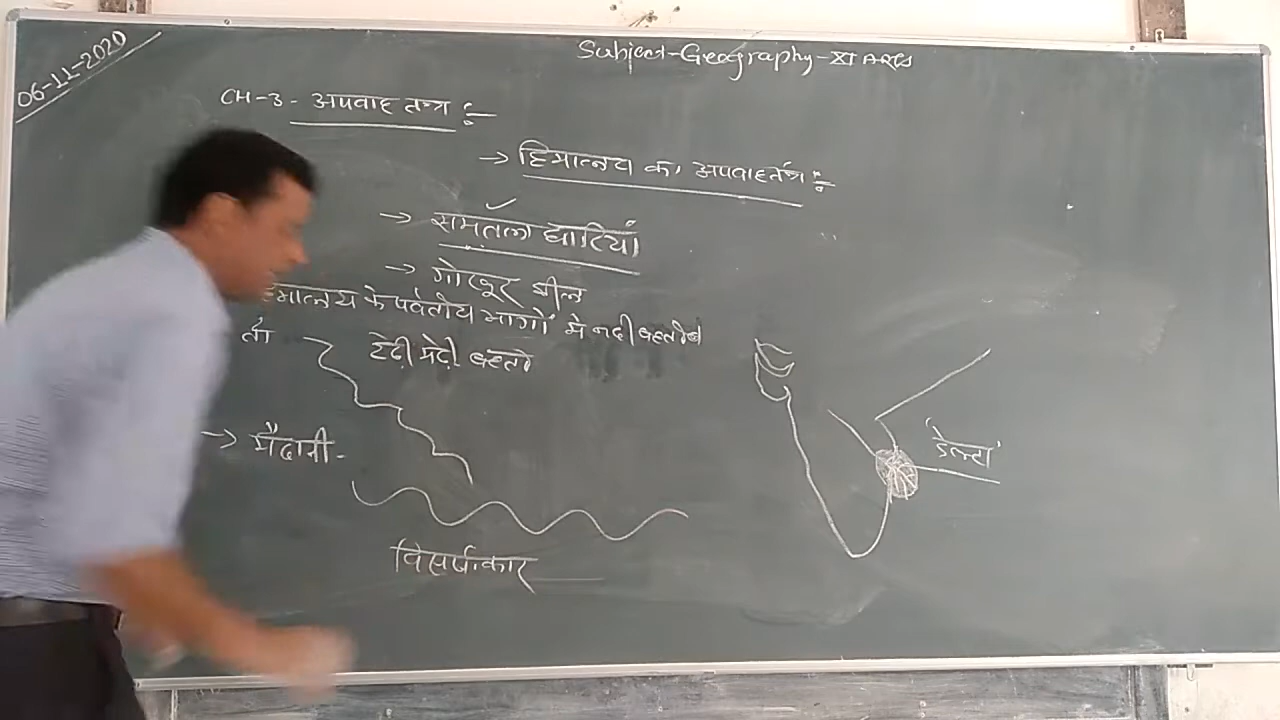 06-11-2020
Subject-Geography-XI ARTS
CH-3- अपवाह तन्त्र :-
→ हिमालय का अपवाहतंत्र :-
→ समतल घाटियाँ
→ गोखुर झील
हिमालय के पर्वतीय भागों में नदी बहती है
तो टेढ़ी मेढ़ी बहती
→ मैदानी -
'डेल्टा'
विसर्पाकार